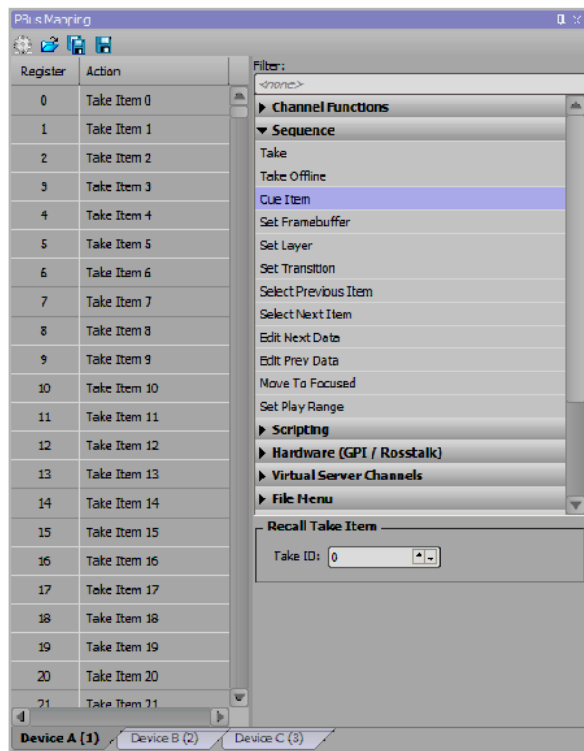 PBus Mapping
Register Action
0 Take Item 0
1 Take Item 1
2 Take Item 2
3 Take Item 3
4 Take Item 4
5 Take Item 5
6 Take Item 6
7 Take Item 7
8 Take Item 8
9 Take Item 9
10 Take Item 10
11 Take Item 11
12 Take Item 12
13 Take Item 13
14 Take Item 14
15 Take Item 15
16 Take Item 16
17 Take Item 17
18 Take Item 18
19 Take Item 19
20 Take Item 20
21 Take Item 21
Filter:
<none>
Channel Functions
Sequence
Take
Take Offline
Cue Item
Set Framebuffer
Set Layer
Set Transition
Select Previous Item
Select Next Item
Edit Next Data
Edit Prev Data
Move To Focused
Set Play Range
Scripting
Hardware (GPI / Rosstalk)
Virtual Server Channels
File Menu
Recall Take Item
Take ID: 0
Device A (1) Device B (2) Device C (3)